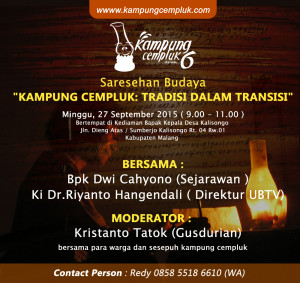 www.kampungcempluk.com
kampung
cempluk
6
Saresehan Budaya
"KAMPUNG CEMPLUK: TRADISI DALAM TRANSISI"
Minggu, 27 September 2015 ( 9.00 - 11.00 )
Bertempat di Kediaman Bapak Kepala Desa Kalisongo
Jln. Dieng Atas / Sumberjo Kalisongo Rt. 04 Rw.01
Kabupaten Malang
BERSAMA :
Bpk Dwi Cahyono (Sejarawan )
Ki Dr.Riyanto Hangendali ( Direktur UBTV)
MODERATOR :
Kristanto Tatok (Gusdurian)
bersama para warga dan sesepuh kampung cempluk
Contact Person : Redy 0858 5518 6610 (WA)